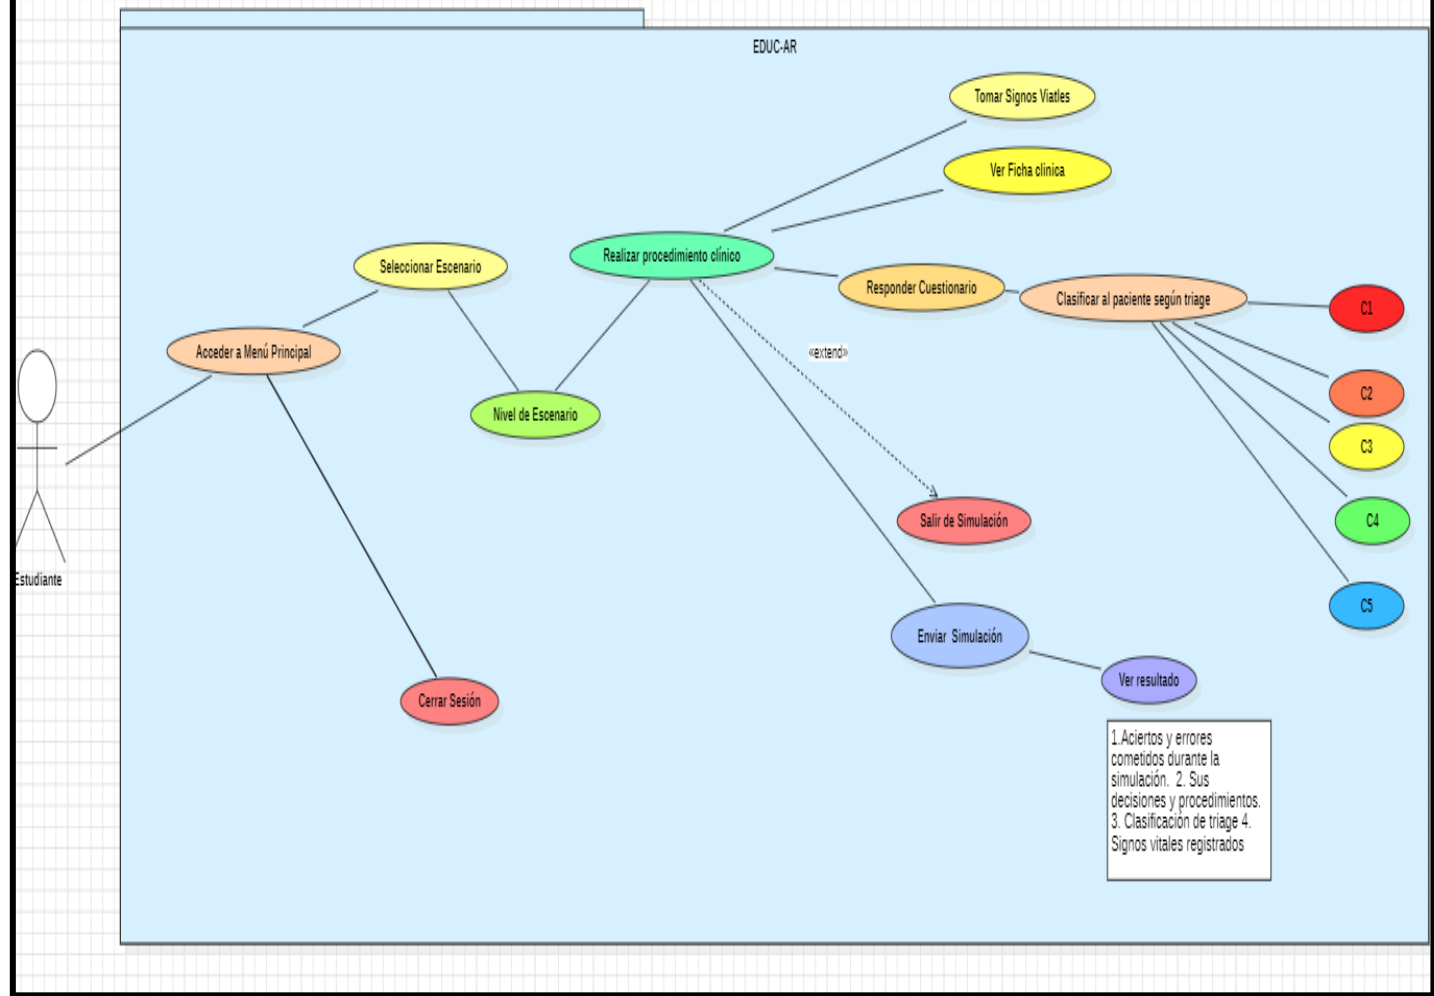 EDUC-AR
Tomar Signos Viatles
Ver Ficha clinica
Realizar procedimiento clínico
Seleccionar Escenario
Responder Cuestionario
Clasificar al paciente según triage
C1
Acceder a Menú Principal
«extend»
C2
Nivel de Escenario
C3
Salir de Simulación
C4
Estudiante
C5
Enviar Simulación
Ver resultado
Cerrar Sesión
1.Aciertos y errores
cometidos durante la
simulación. 2. Sus
decisiones y procedimientos.
3. Clasificación de triage 4.
Signos vitales registrados